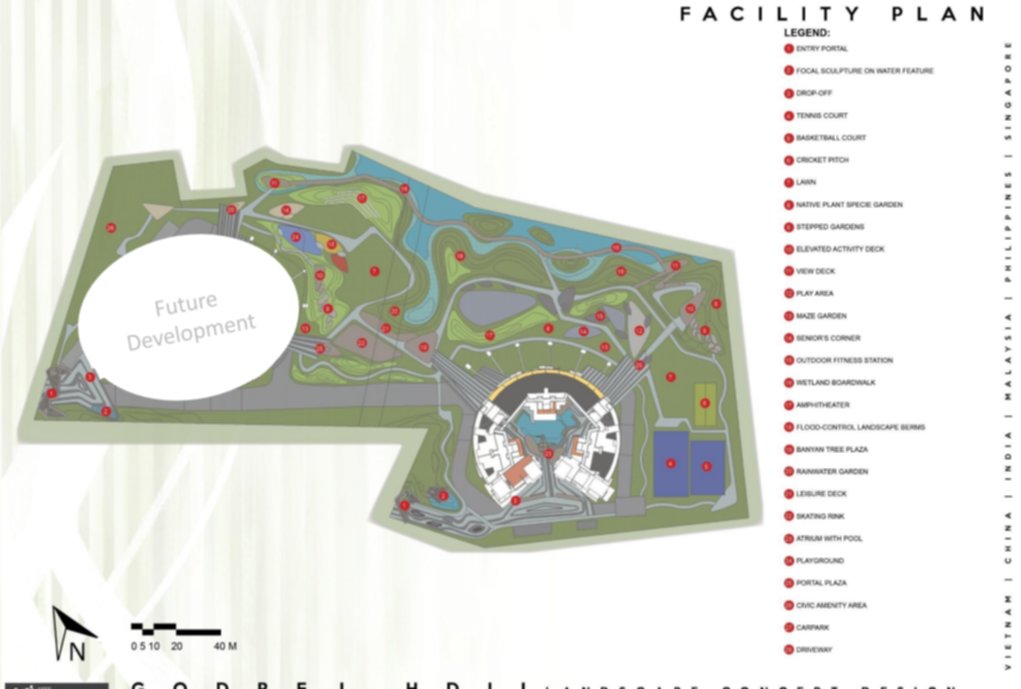 FACILITY PLAN
LEGEND:
1 ENTRY PORTAL
2 FOCAL SCULPTURE ON WATER FEATURE
3 DROP-OFF
4 TENNIS COURT
5 BASKETBALL COURT
6 CRICKET PITCH
7 LAWN
8 NATIVE PLANT SPECIE GARDEN
9 STEPPED GARDENS
10 ELEVATED ACTIVITY DECK
11 VIEW DECK
12 PLAY AREA
13 MAZE GARDEN
14 SENIOR'S CORNER
15 OUTDOOR FITNESS STATION
16 WETLAND BOARDWALK
17 AMPHITHEATER
18 FLOOD-CONTROL LANDSCAPE BERMS
19 BANYAN TREE PLAZA
20 RAINWATER GARDEN
21 LEISURE DECK
22 SKATING RINK
23 ATRIUM WITH POOL
24 PLAYGROUND
25 PORTAL PLAZA
26 CIVIC AMENITY AREA
27 CARPARK
28 DRIVEWAY
VIETNAM | CHINA | INDIA | MALAYSIA | PHILIPPINES | SINGAPORE
Future
Development
N
0 5 10 20 40 M
LANDSCAPE CONCEPT DESIGN